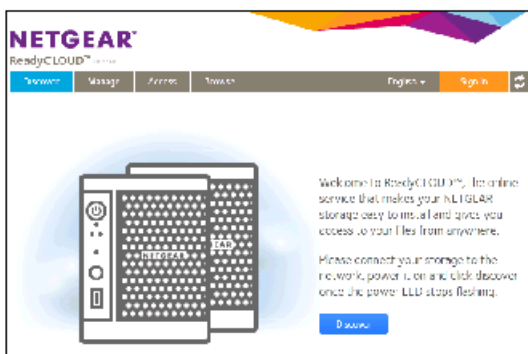 NETGEAR®
ReadyCLOUD™
Discover Manage Access Browse English Sign In
NETGEAR
GEAR
Welcome to ReadyCLOUD™, the online
service that makes your NETGEAR
storage easy to install and gives you
access to your files from anywhere.
Please connect your storage to the
network, power it on and click discover
once the power LED stops flashing.
Discover